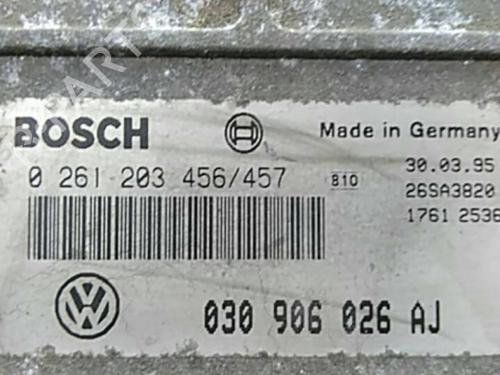 BOSCH
Made in Germany
0 261 203 456/457
810
30.03.95
26SA3820
1761 2536
030 906 026 AJ